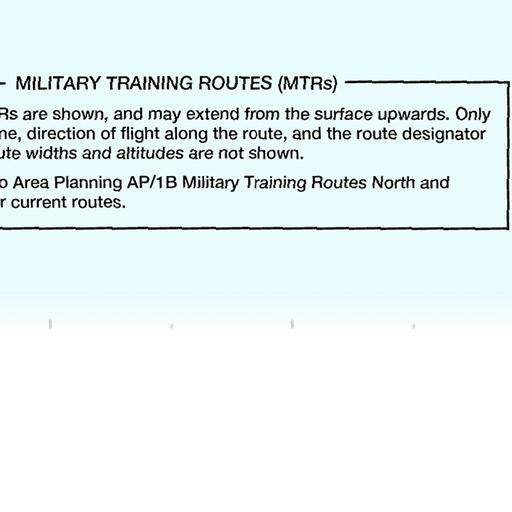 MILITARY TRAINING ROUTES (MTRs)
Rs are shown, and may extend from the surface upwards. Only
ne, direction of flight along the route, and the route designator
ute widths and altitudes are not shown.
o Area Planning AP/1B Military Training Routes North and
r current routes.